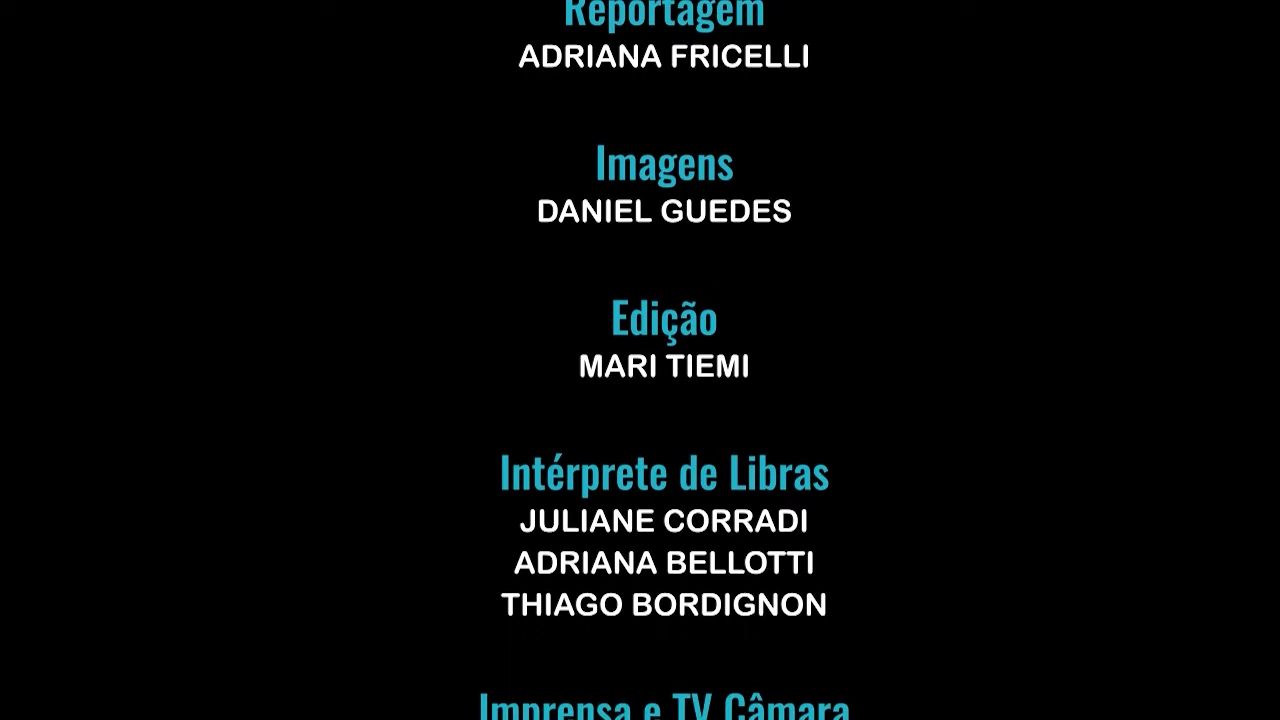 Reportagem
ADRIANA FRICELLI
Imagens
DANIEL GUEDES
Edição
MARI TIEMI
Intérprete de Libras
JULIANE CORRADI
ADRIANA BELLOTTI
THIAGO BORDIGNON
Imprensa e TV Câmara